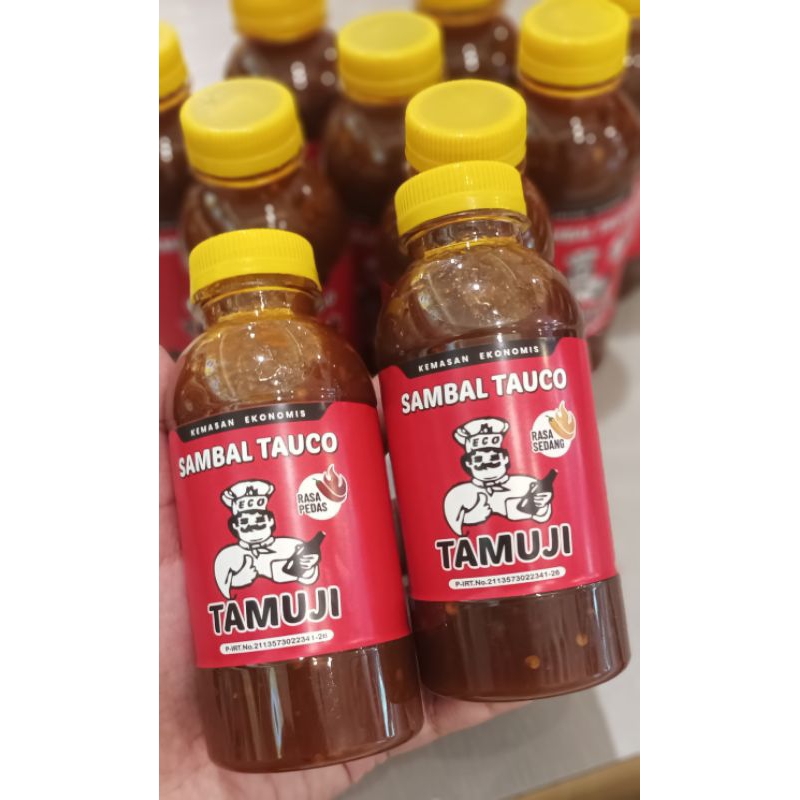 KEMASAN EKONOMIS
SAMBAL TAUCO
ECO
RASA
PEDAS
TAMUJI
P-IRT.No.2113573022341-26
KEMASAN EKONOMIS
SAMBAL TAUCO
ECO
RASA
SEDANG
TAMUJI
P-IRT.No.2113573022341-26